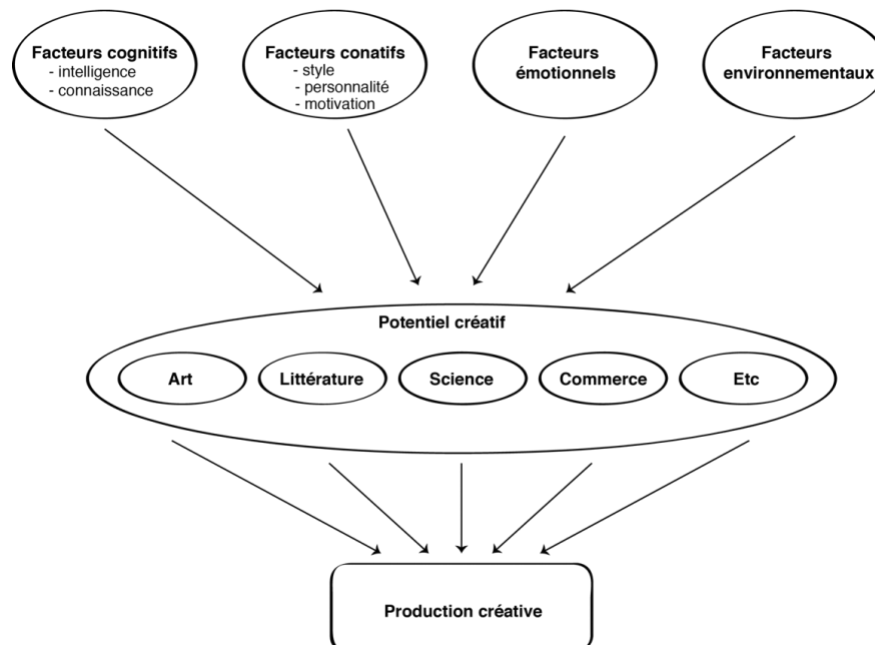 Facteurs cognitifs
- intelligence
- connaissance
Facteurs conatifs
- style
- personnalité
- motivation
Facteurs
émotionnels
Facteurs
environnementaux
Potentiel créatif
Art
Littérature
Science
Commerce
Etc
Production créative